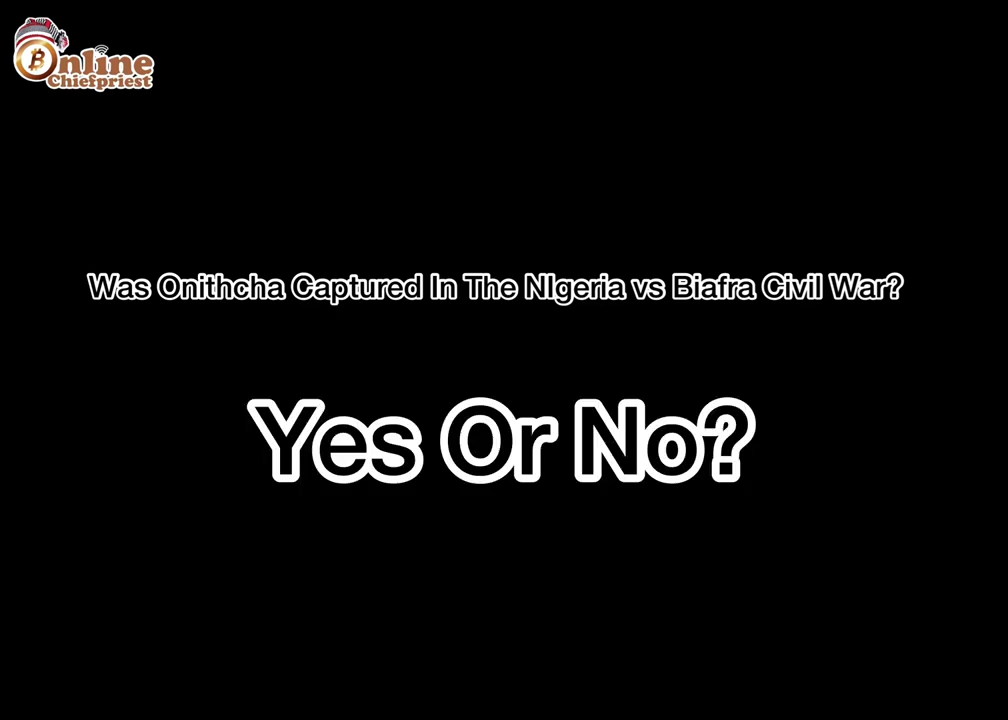 Online
Chiefpriest
Was Onithcha Captured In The NIgeria vs Biafra Civil War?
Yes Or No?